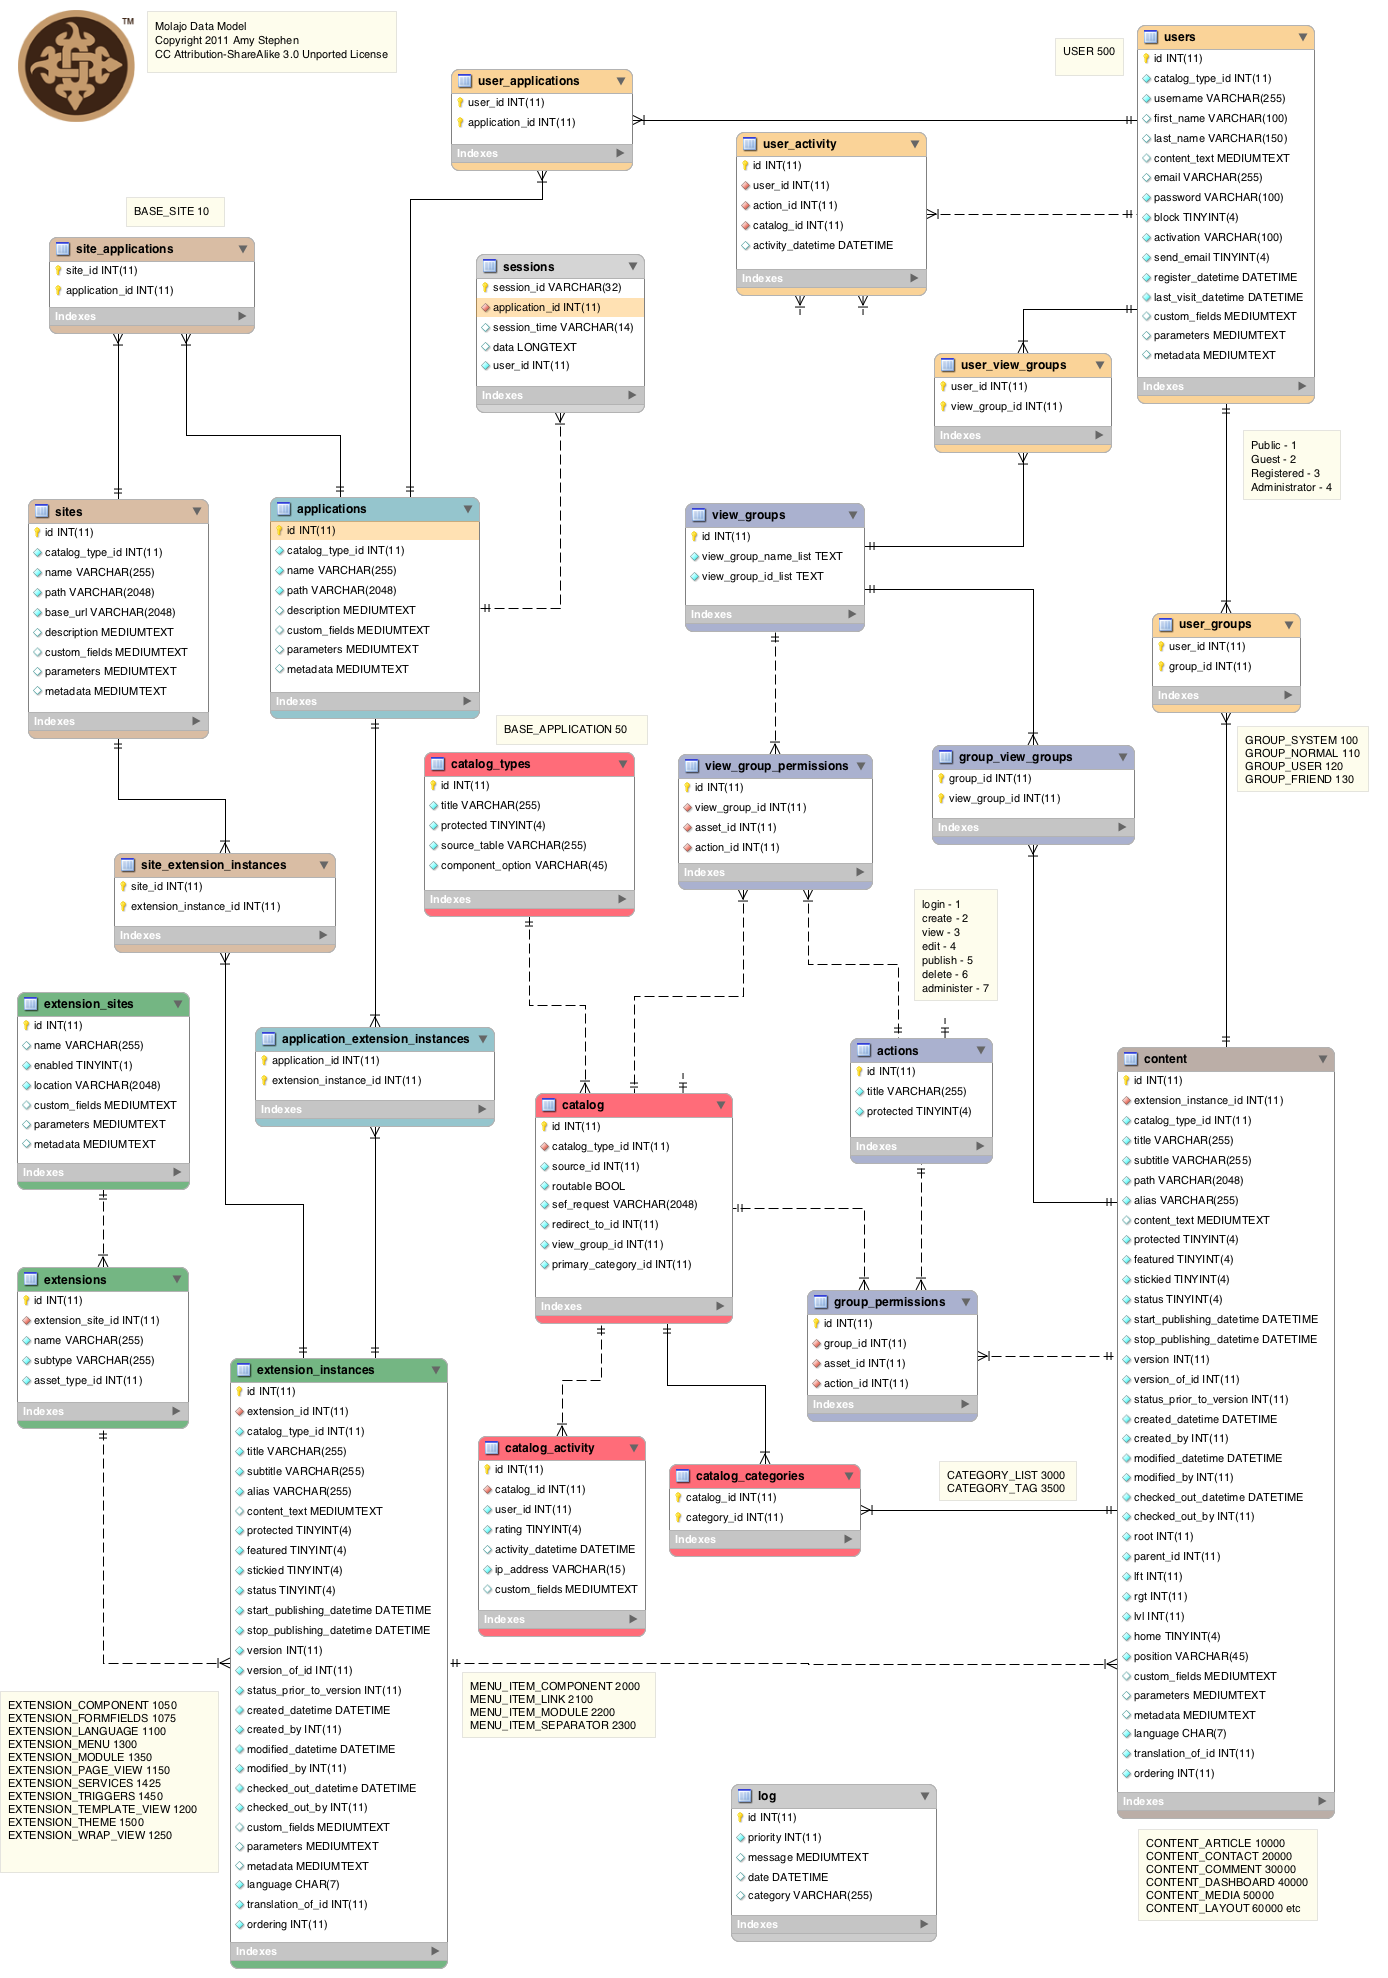 TM
Molajo Data Model
Copyright 2011 Amy Stephen
CC Attribution-ShareAlike 3.0 Unported License
USER 500
users
id INT(11)
catalog_type_id INT(11)
username VARCHAR(255)
first_name VARCHAR(100)
last_name VARCHAR(150)
content_text MEDIUMTEXT
email VARCHAR(255)
password VARCHAR(100)
block TINYINT(4)
activation VARCHAR(100)
send_email TINYINT(4)
register_datetime DATETIME
last_visit_datetime DATETIME
custom_fields MEDIUMTEXT
parameters MEDIUMTEXT
metadata MEDIUMTEXT
Indexes
user_applications
user_id INT(11)
application_id INT(11)
Indexes
user_activity
id INT(11)
user_id INT(11)
action_id INT(11)
catalog_id INT(11)
activity_datetime DATETIME
Indexes
BASE_SITE 10
site_applications
site_id INT(11)
application_id INT(11)
Indexes
sessions
session_id VARCHAR(32)
application_id INT(11)
session_time VARCHAR(14)
data LONGTEXT
user_id INT(11)
Indexes
user_view_groups
user_id INT(11)
view_group_id INT(11)
Indexes
Public - 1
Guest - 2
Registered - 3
Administrator - 4
sites
id INT(11)
catalog_type_id INT(11)
name VARCHAR(255)
path VARCHAR(2048)
base_url VARCHAR(2048)
description MEDIUMTEXT
custom_fields MEDIUMTEXT
parameters MEDIUMTEXT
metadata MEDIUMTEXT
Indexes
applications
id INT(11)
catalog_type_id INT(11)
name VARCHAR(255)
path VARCHAR(2048)
description MEDIUMTEXT
custom_fields MEDIUMTEXT
parameters MEDIUMTEXT
metadata MEDIUMTEXT
Indexes
view_groups
id INT(11)
view_group_name_list TEXT
view_group_id_list TEXT
Indexes
user_groups
user_id INT(11)
group_id INT(11)
Indexes
BASE_APPLICATION 50
GROUP_SYSTEM 100
GROUP_NORMAL 110
GROUP_USER 120
GROUP_FRIEND 130
catalog_types
id INT(11)
title VARCHAR(255)
protected TINYINT(4)
source_table VARCHAR(255)
component_option VARCHAR(45)
Indexes
view_group_permissions
id INT(11)
view_group_id INT(11)
asset_id INT(11)
action_id INT(11)
Indexes
group_view_groups
group_id INT(11)
view_group_id INT(11)
Indexes
site_extension_instances
site_id INT(11)
extension_instance_id INT(11)
Indexes
login - 1
create - 2
view - 3
edit - 4
publish - 5
delete - 6
administer - 7
extension_sites
id INT(11)
name VARCHAR(255)
enabled TINYINT(1)
location VARCHAR(2048)
custom_fields MEDIUMTEXT
parameters MEDIUMTEXT
metadata MEDIUMTEXT
Indexes
application_extension_instances
application_id INT(11)
extension_instance_id INT(11)
Indexes
actions
id INT(11)
title VARCHAR(255)
protected TINYINT(4)
Indexes
content
id INT(11)
extension_instance_id INT(11)
catalog_type_id INT(11)
title VARCHAR(255)
subtitle VARCHAR(255)
path VARCHAR(2048)
alias VARCHAR(255)
content_text MEDIUMTEXT
protected TINYINT(4)
featured TINYINT(4)
stickied TINYINT(4)
status TINYINT(4)
start_publishing_datetime DATETIME
stop_publishing_datetime DATETIME
version INT(11)
version_of_id INT(11)
status_prior_to_version INT(11)
created_datetime DATETIME
created_by INT(11)
modified_datetime DATETIME
modified_by INT(11)
checked_out_datetime DATETIME
checked_out_by INT(11)
root INT(11)
parent_id INT(11)
lft INT(11)
rgt INT(11)
lvl INT(11)
home TINYINT(4)
position VARCHAR(45)
custom_fields MEDIUMTEXT
parameters MEDIUMTEXT
metadata MEDIUMTEXT
language CHAR(7)
translation_of_id INT(11)
ordering INT(11)
Indexes
catalog
id INT(11)
catalog_type_id INT(11)
source_id INT(11)
routable BOOL
sef_request VARCHAR(2048)
redirect_to_id INT(11)
view_group_id INT(11)
primary_category_id INT(11)
Indexes
extensions
id INT(11)
extension_site_id INT(11)
name VARCHAR(255)
subtype VARCHAR(255)
asset_type_id INT(11)
Indexes
group_permissions
id INT(11)
group_id INT(11)
asset_id INT(11)
action_id INT(11)
Indexes
extension_instances
id INT(11)
extension_id INT(11)
catalog_type_id INT(11)
title VARCHAR(255)
subtitle VARCHAR(255)
alias VARCHAR(255)
content_text MEDIUMTEXT
protected TINYINT(4)
featured TINYINT(4)
stickied TINYINT(4)
status TINYINT(4)
start_publishing_datetime DATETIME
stop_publishing_datetime DATETIME
version INT(11)
version_of_id INT(11)
status_prior_to_version INT(11)
created_datetime DATETIME
created_by INT(11)
modified_datetime DATETIME
modified_by INT(11)
checked_out_datetime DATETIME
checked_out_by INT(11)
custom_fields MEDIUMTEXT
parameters MEDIUMTEXT
metadata MEDIUMTEXT
language CHAR(7)
translation_of_id INT(11)
ordering INT(11)
Indexes
catalog_activity
id INT(11)
catalog_id INT(11)
user_id INT(11)
rating TINYINT(4)
activity_datetime DATETIME
ip_address VARCHAR(15)
custom_fields MEDIUMTEXT
Indexes
catalog_categories
catalog_id INT(11)
category_id INT(11)
Indexes
CATEGORY_LIST 3000
CATEGORY_TAG 3500
MENU_ITEM_COMPONENT 2000
MENU_ITEM_LINK 2100
MENU_ITEM_MODULE 2200
MENU_ITEM_SEPARATOR 2300
EXTENSION_COMPONENT 1050
EXTENSION_FORMFIELDS 1075
EXTENSION_LANGUAGE 1100
EXTENSION_MENU 1300
EXTENSION_MODULE 1350
EXTENSION_PAGE_VIEW 1150
EXTENSION_SERVICES 1425
EXTENSION_TRIGGERS 1450
EXTENSION_TEMPLATE_VIEW 1200
EXTENSION_THEME 1500
EXTENSION_WRAP_VIEW 1250
log
id INT(11)
priority INT(11)
message MEDIUMTEXT
date DATETIME
category VARCHAR(255)
Indexes
CONTENT_ARTICLE 10000
CONTENT_CONTACT 20000
CONTENT_COMMENT 30000
CONTENT_DASHBOARD 40000
CONTENT_MEDIA 50000
CONTENT_LAYOUT 60000 etc